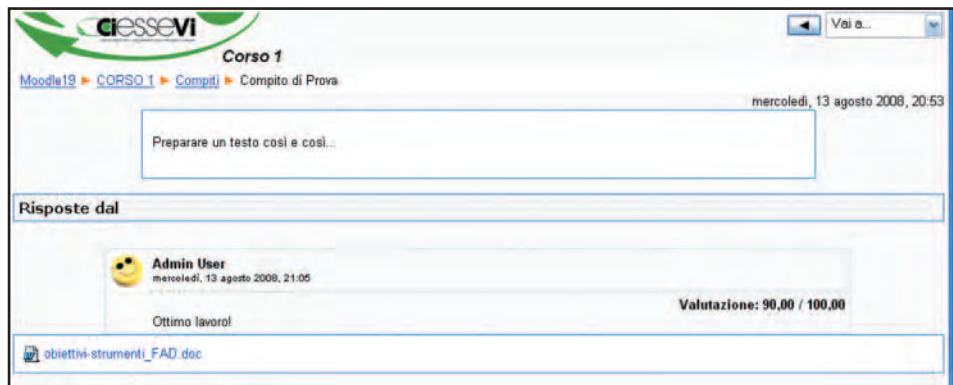 CiesseVi
Vai a...
Corso 1
Moodle19 ► CORSO 1 ► Compiti ► Compito di Prova
mercoledì, 13 agosto 2008, 20:53
Preparare un testo così e così...
Risposte dal
Admin User
mercoledì, 13 agosto 2008, 21:05
Valutazione: 90,00 / 100,00
Ottimo lavoro!
obiettivi-strumenti_FAD.doc